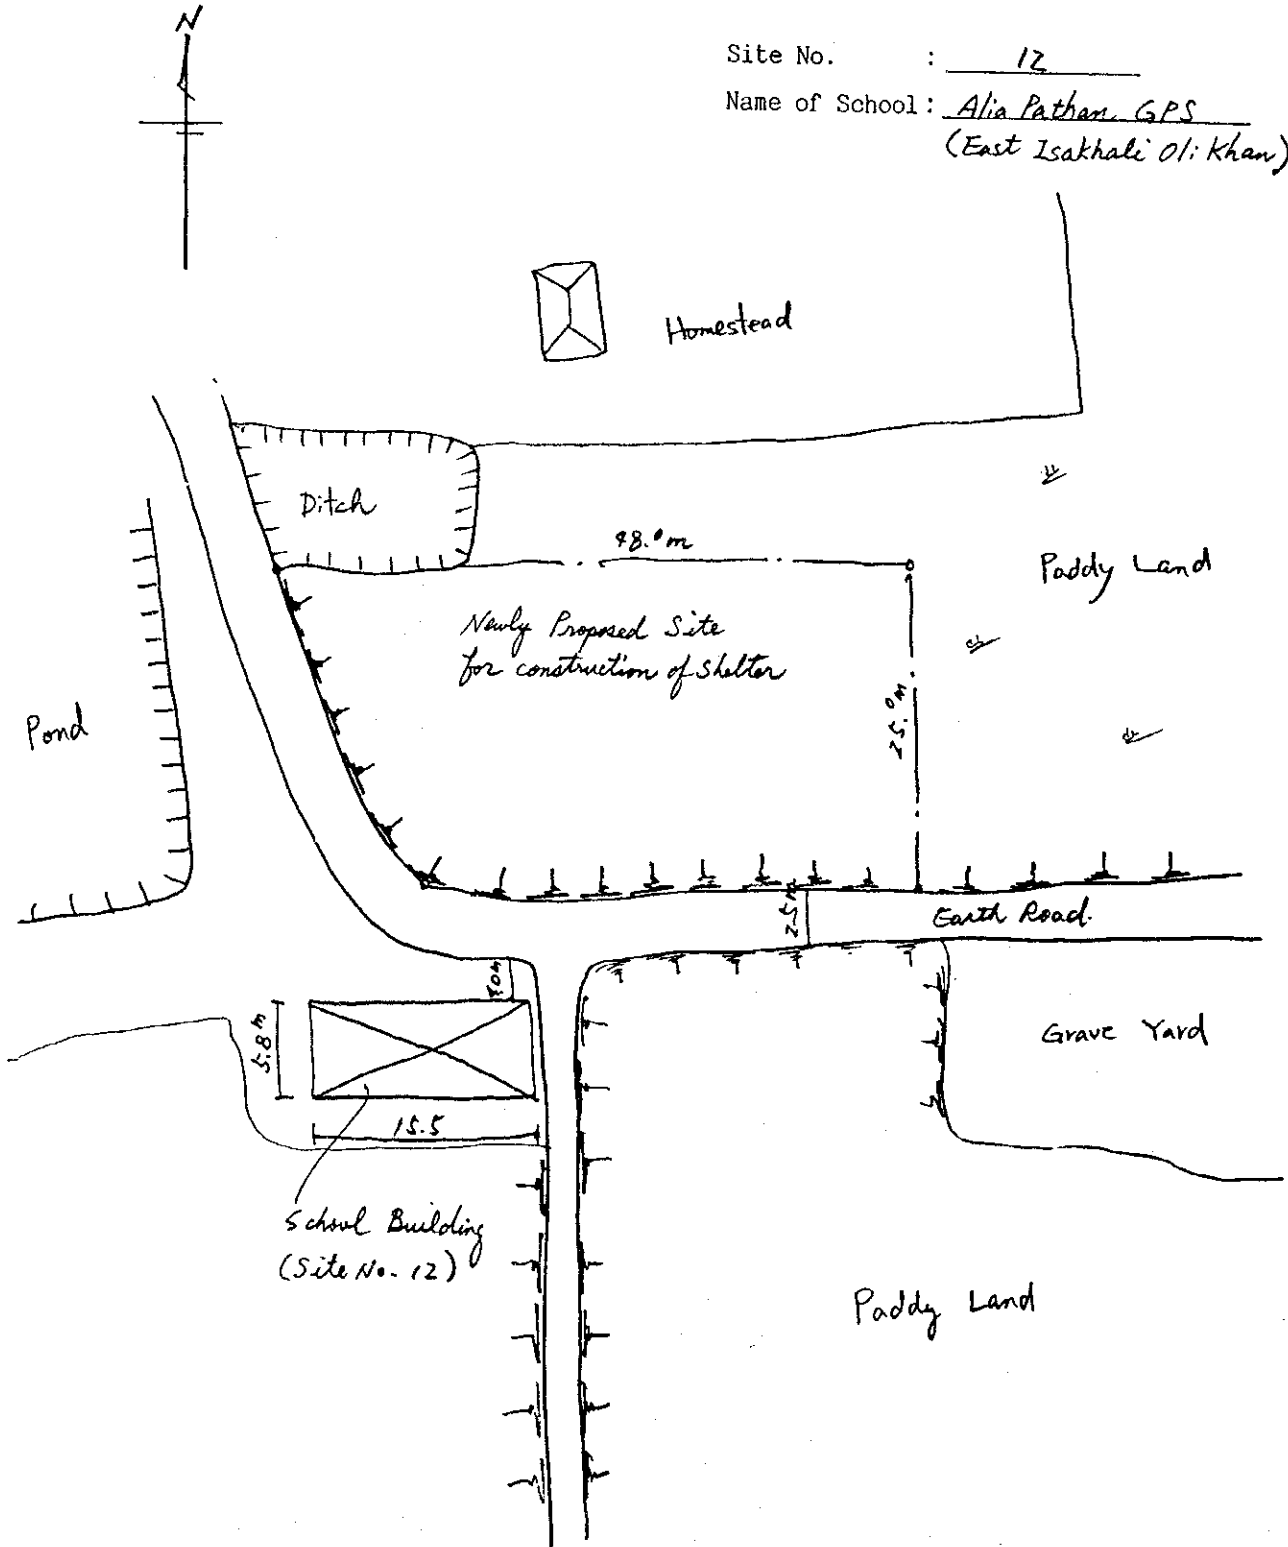 N
Site No. : 12
Name of School : Alia Pathan GPS
(East Isakhali Oli Khan)
Homestead
Ditch
48.0m
Paddy Land
Newly Proposed Site
for construction of Shelter
25.0m
Pond
2.5m
Earth Road.
5.8m
Grave Yard
15.5
School Building
(Site No. 12)
Paddy Land